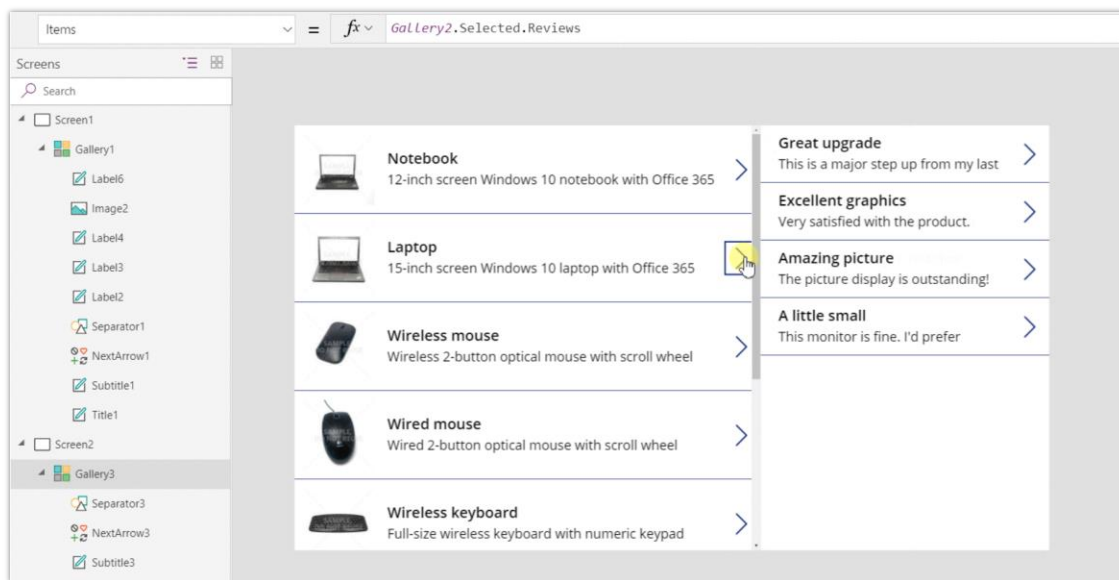 Items = fx Gallery2.Selected.Reviews
Screens
Search
Screen1
Gallery1
Label6
Image2
Label4
Label3
Label2
Separator1
NextArrow1
Subtitle1
Title1
Screen2
Gallery3
Separator3
NextArrow3
Subtitle3
Notebook
12-inch screen Windows 10 notebook with Office 365
Laptop
15-inch screen Windows 10 laptop with Office 365
Wireless mouse
Wireless 2-button optical mouse with scroll wheel
Wired mouse
Wired 2-button optical mouse with scroll wheel
Wireless keyboard
Full-size wireless keyboard with numeric keypad
Great upgrade
This is a major step up from my last
Excellent graphics
Very satisfied with the product.
Amazing picture
The picture display is outstanding!
A little small
This monitor is fine. I'd prefer